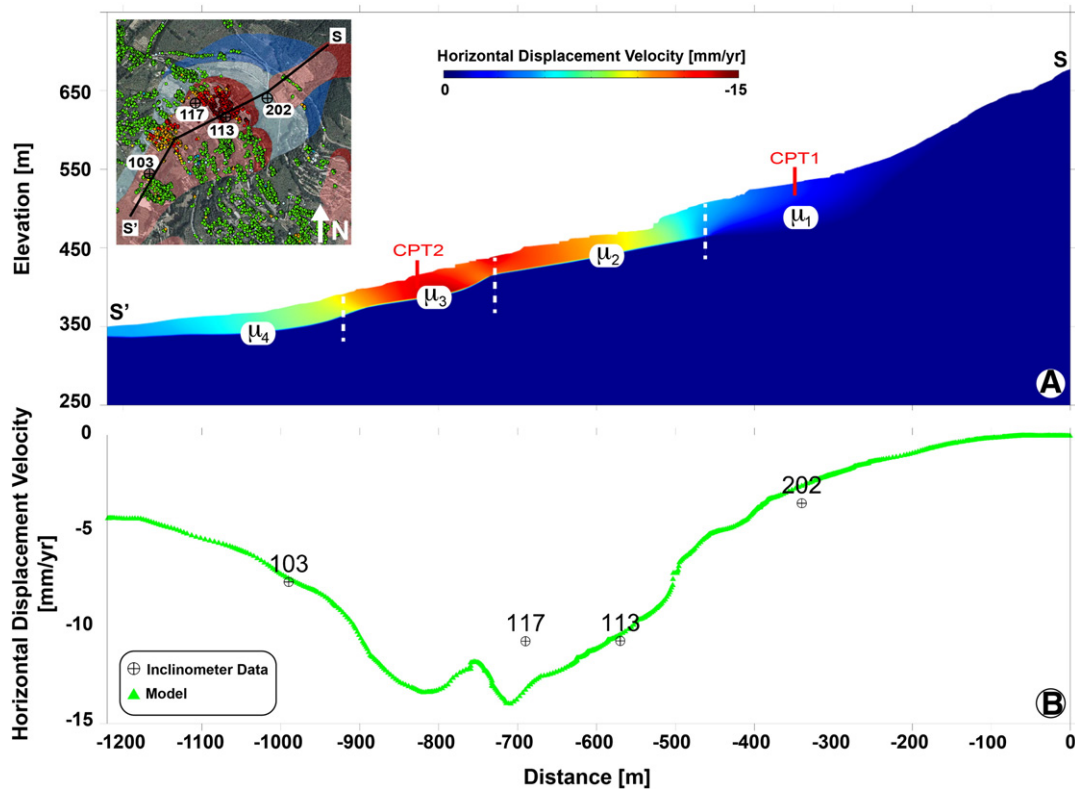 S
117
113
202
103
S'
N
Horizontal Displacement Velocity [mm/yr]
0
-15
Elevation [m]
650
550
450
350
250
S
CPT1
μ1
μ2
CPT2
μ3
S'
μ4
A
Horizontal Displacement Velocity
[mm/yr]
0
-5
-10
-15
202
103
117
113
Inclinometer Data
Model
B
-1200
-1100
-1000
-900
-800
-700
-600
-500
-400
-300
-200
-100
0
Distance [m]